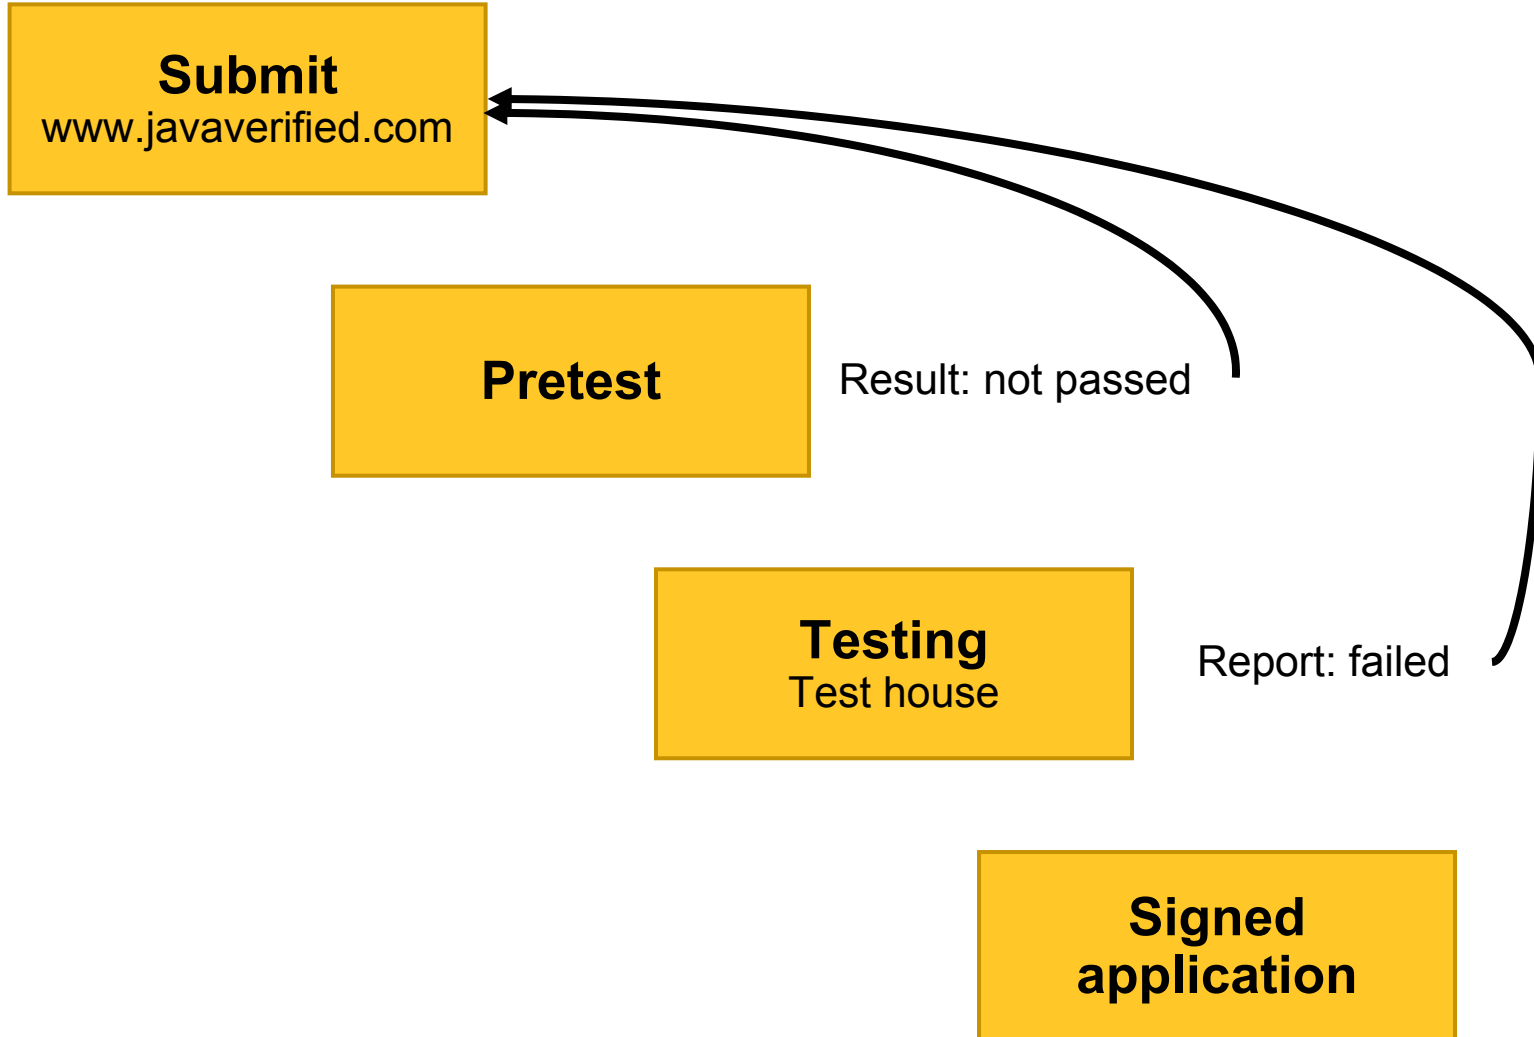 Submit
www.javaverified.com
Pretest
Result: not passed
Testing
Test house
Report: failed
Signed
application